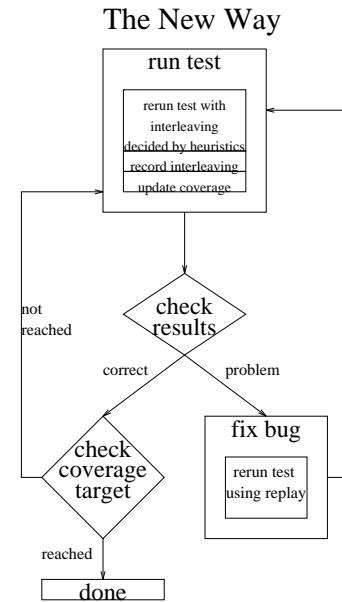 The New Way
run test
rerun test with
interleaving
decided by heuristics
record interleaving
update coverage
check
results
not
reached
correct
problem
fix bug
rerun test
using replay
check
coverage
target
reached
done